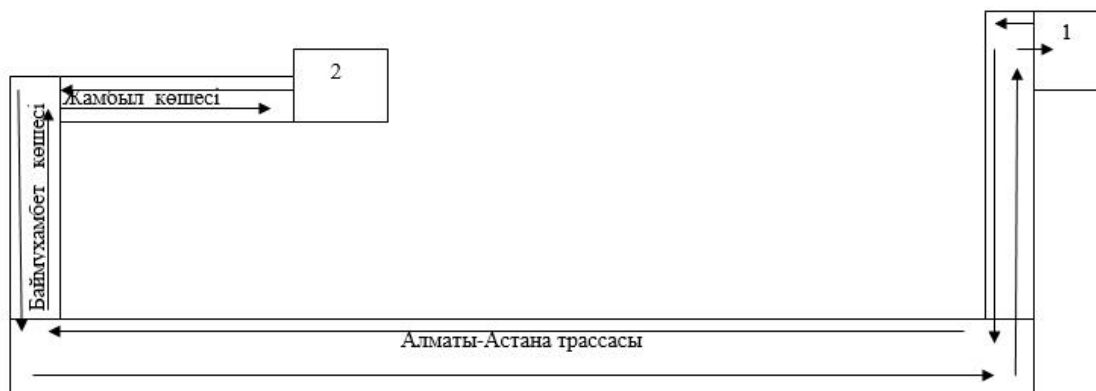 1
2
Жамбыл көшесі
Баймухамбет көшесі
Алматы-Астана трассасы